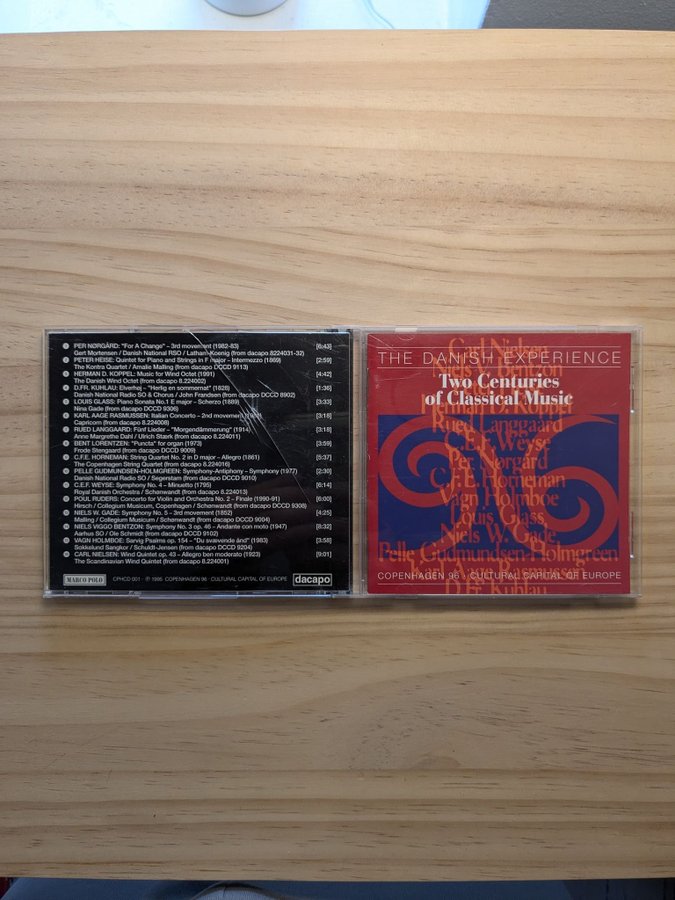 PER NØRGÅRD: "For A Change" – 3rd movement (1982-83) [6:43]
Gert Mortensen / Danish National RSO / Latham-Koenig (from dacapo 8.224031-32)
PETER HEISE: Quintet for Piano and Strings in F major – Intermezzo (1869) [2:59]
The Kontra Quartet / Amalie Malling (from dacapo DCCD 9113)
HERMAN D. KOPPEL: Music for Wind Octet (1991) [4:42]
The Danish Wind Octet (from dacapo 8.224002)
D.FR. KUHLAU: Elverhøj – "Herlig en sommernat" (1828) [1:36]
Danish National Radio SO & Chorus / John Frandsen (from dacapo DCCD 8902)
LOUIS GLASS: Piano Sonata No.1 E major – Scherzo (1889) [3:33]
Nina Gade (from dacapo DCCD 9306)
KARL AAGE RASMUSSEN: Italian Concerto – 2nd movement [3:18]
Capricorn (from dacapo 8.224008)
RUED LANGGAARD: Fünf Lieder – "Morgendämmerung" (1914) [3:18]
Anne Margrethe Dahl / Ulrich Stærk (from dacapo 8.224011)
BENT LORENTZEN: "Puncta" for organ (1973) [3:59]
Frode Stengaard (from dacapo DCCD 9009)
C.F.E. HORNEMAN: String Quartet No.2 in D major – Allegro (1861) [5:37]
The Copenhagen String Quartet (from dacapo 8.224016)
PELLE GUDMUNDSEN-HOLMGREEN: Symphony-Antiphony – Symphony (1977) [2:30]
Danish National Radio SO / Segerstam (from dacapo DCCD 9010)
C.E.F. WEYSE: Symphony No. 4 – Minuetto (1795) [6:14]
Royal Danish Orchestra / Schønwandt (from dacapo 8.224013)
POUL RUDERS: Concerto for Violin and Orchestra No. 2 – Finale (1990-91) [6:00]
Hirsch / Collegium Musicum, Copenhagen / Schønwandt (from dacapo DCCD 9308)
NIELS W. GADE: Symphony No. 5 – 3rd movement (1852) [4:25]
Malling / Collegium Musicum / Schønwandt (from dacapo DCCD 9004)
NIELS VIGGO BENTZON: Symphony No. 3 op. 46 – Andante con moto (1947) [8:32]
Aarhus SO / Ole Schmidt (from dacapo DCCD 9102)
VAGN HOLMBOE: Sørvig Psalms op. 154 – "Du svævende ånd" (1983) [3:58]
Sokkelund Sangkor / Schuldt-Jensen (from dacapo DCCD 9204)
CARL NIELSEN: Wind Quintet op. 43 – Allegro ben moderato (1923) [9:01]
The Scandinavian Wind Quintet (from dacapo 8.224001)
MARCO POLO CPHCD 001 · ℗ 1995 COPENHAGEN 96 · CULTURAL CAPITAL OF EUROPE dacapo
Carl Nielsen
THE DANISH EXPERIENCE
Niels V. Bentzon
Two Centuries
of Classical Music
Herman D. Koppel
Rued Langgaard
C.E.F. Weyse
Per Nørgård
C.F.E. Horneman
Vagn Holmboe
Louis Glass
Niels W. Gade
Pelle Gudmundsen-Holmgreen
COPENHAGEN 96 · CULTURAL CAPITAL OF EUROPE
Karl Aage Rasmussen
D.Fr. Kuhlau